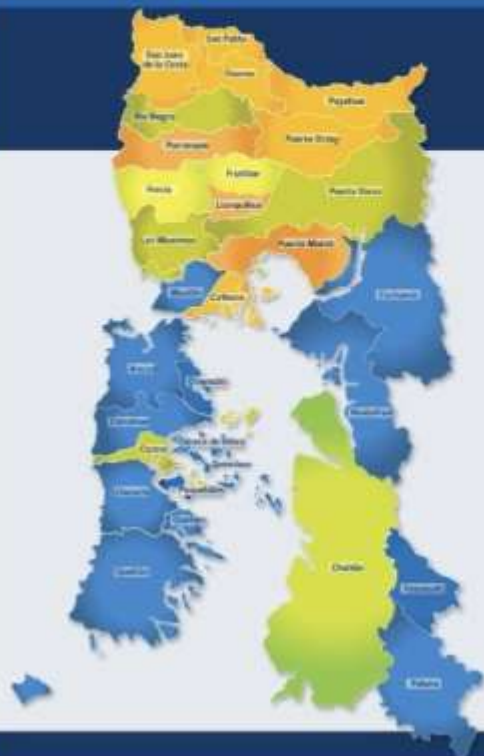 San Pablo
San Juan
de la Costa
Osorno
Puyehue
Rio Negro
Puerto Octay
Purranque
Frutillar
Fresia
Puerto Varas
Llanquihue
Los Muermos
Puerto Montt
Maullín
Calbuco
Cochamó
Ancud
Quemchi
Hualaihué
Dalcahue
Castro
Curaco de Vélez
Quinchao
Chonchi
Puqueldón
Queilen
Quellón
Chaitén
Futaleufú
Palena